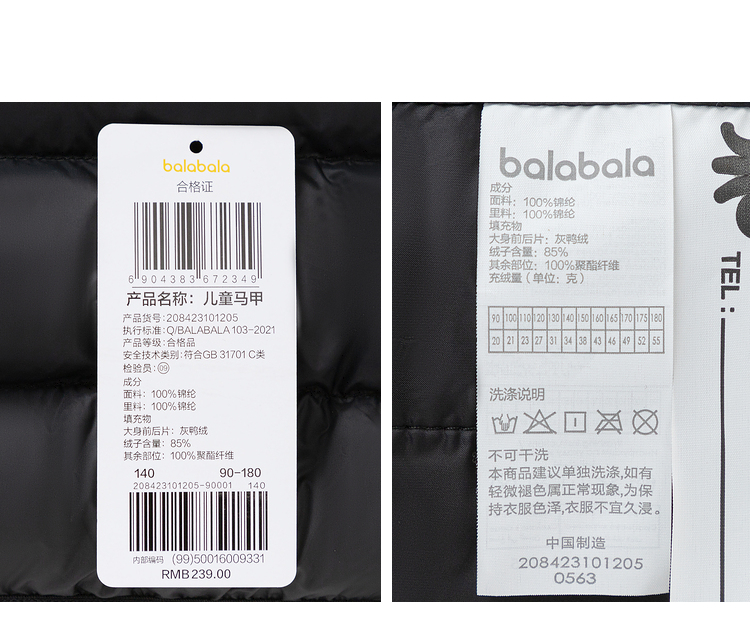 balabala
合格证
6 904383 672349
产品名称：儿童马甲
产品货号:208423101205
执行标准:Q/BALABALA 103-2021
产品等级:合格品
安全技术类别:符合GB 31701 C类
检验员:09
成分
面料：100%锦纶
里料：100%锦纶
填充物
大身前后片：灰鸭绒
绒子含量：85%
其余部位：100%聚酯纤维
140 90-180
208423101205-90001 140
内部编码 (99)50016009331
RMB239.00
balabala
成分
面料：100%锦纶
里料：100%锦纶
填充物
大身前后片：灰鸭绒
绒子含量：85%
其余部位：100%聚酯纤维
充绒量（单位：克）
90 100 110 120 130 140 150 160 165 170 175 180
20 21 23 27 31 34 38 43 46 49 52 55
洗涤说明
不可干洗
本商品建议单独洗涤,如有
轻微褪色属正常现象,为保
持衣服色泽,衣服不宜久浸。
中国制造
208423101205
0563
TEL: